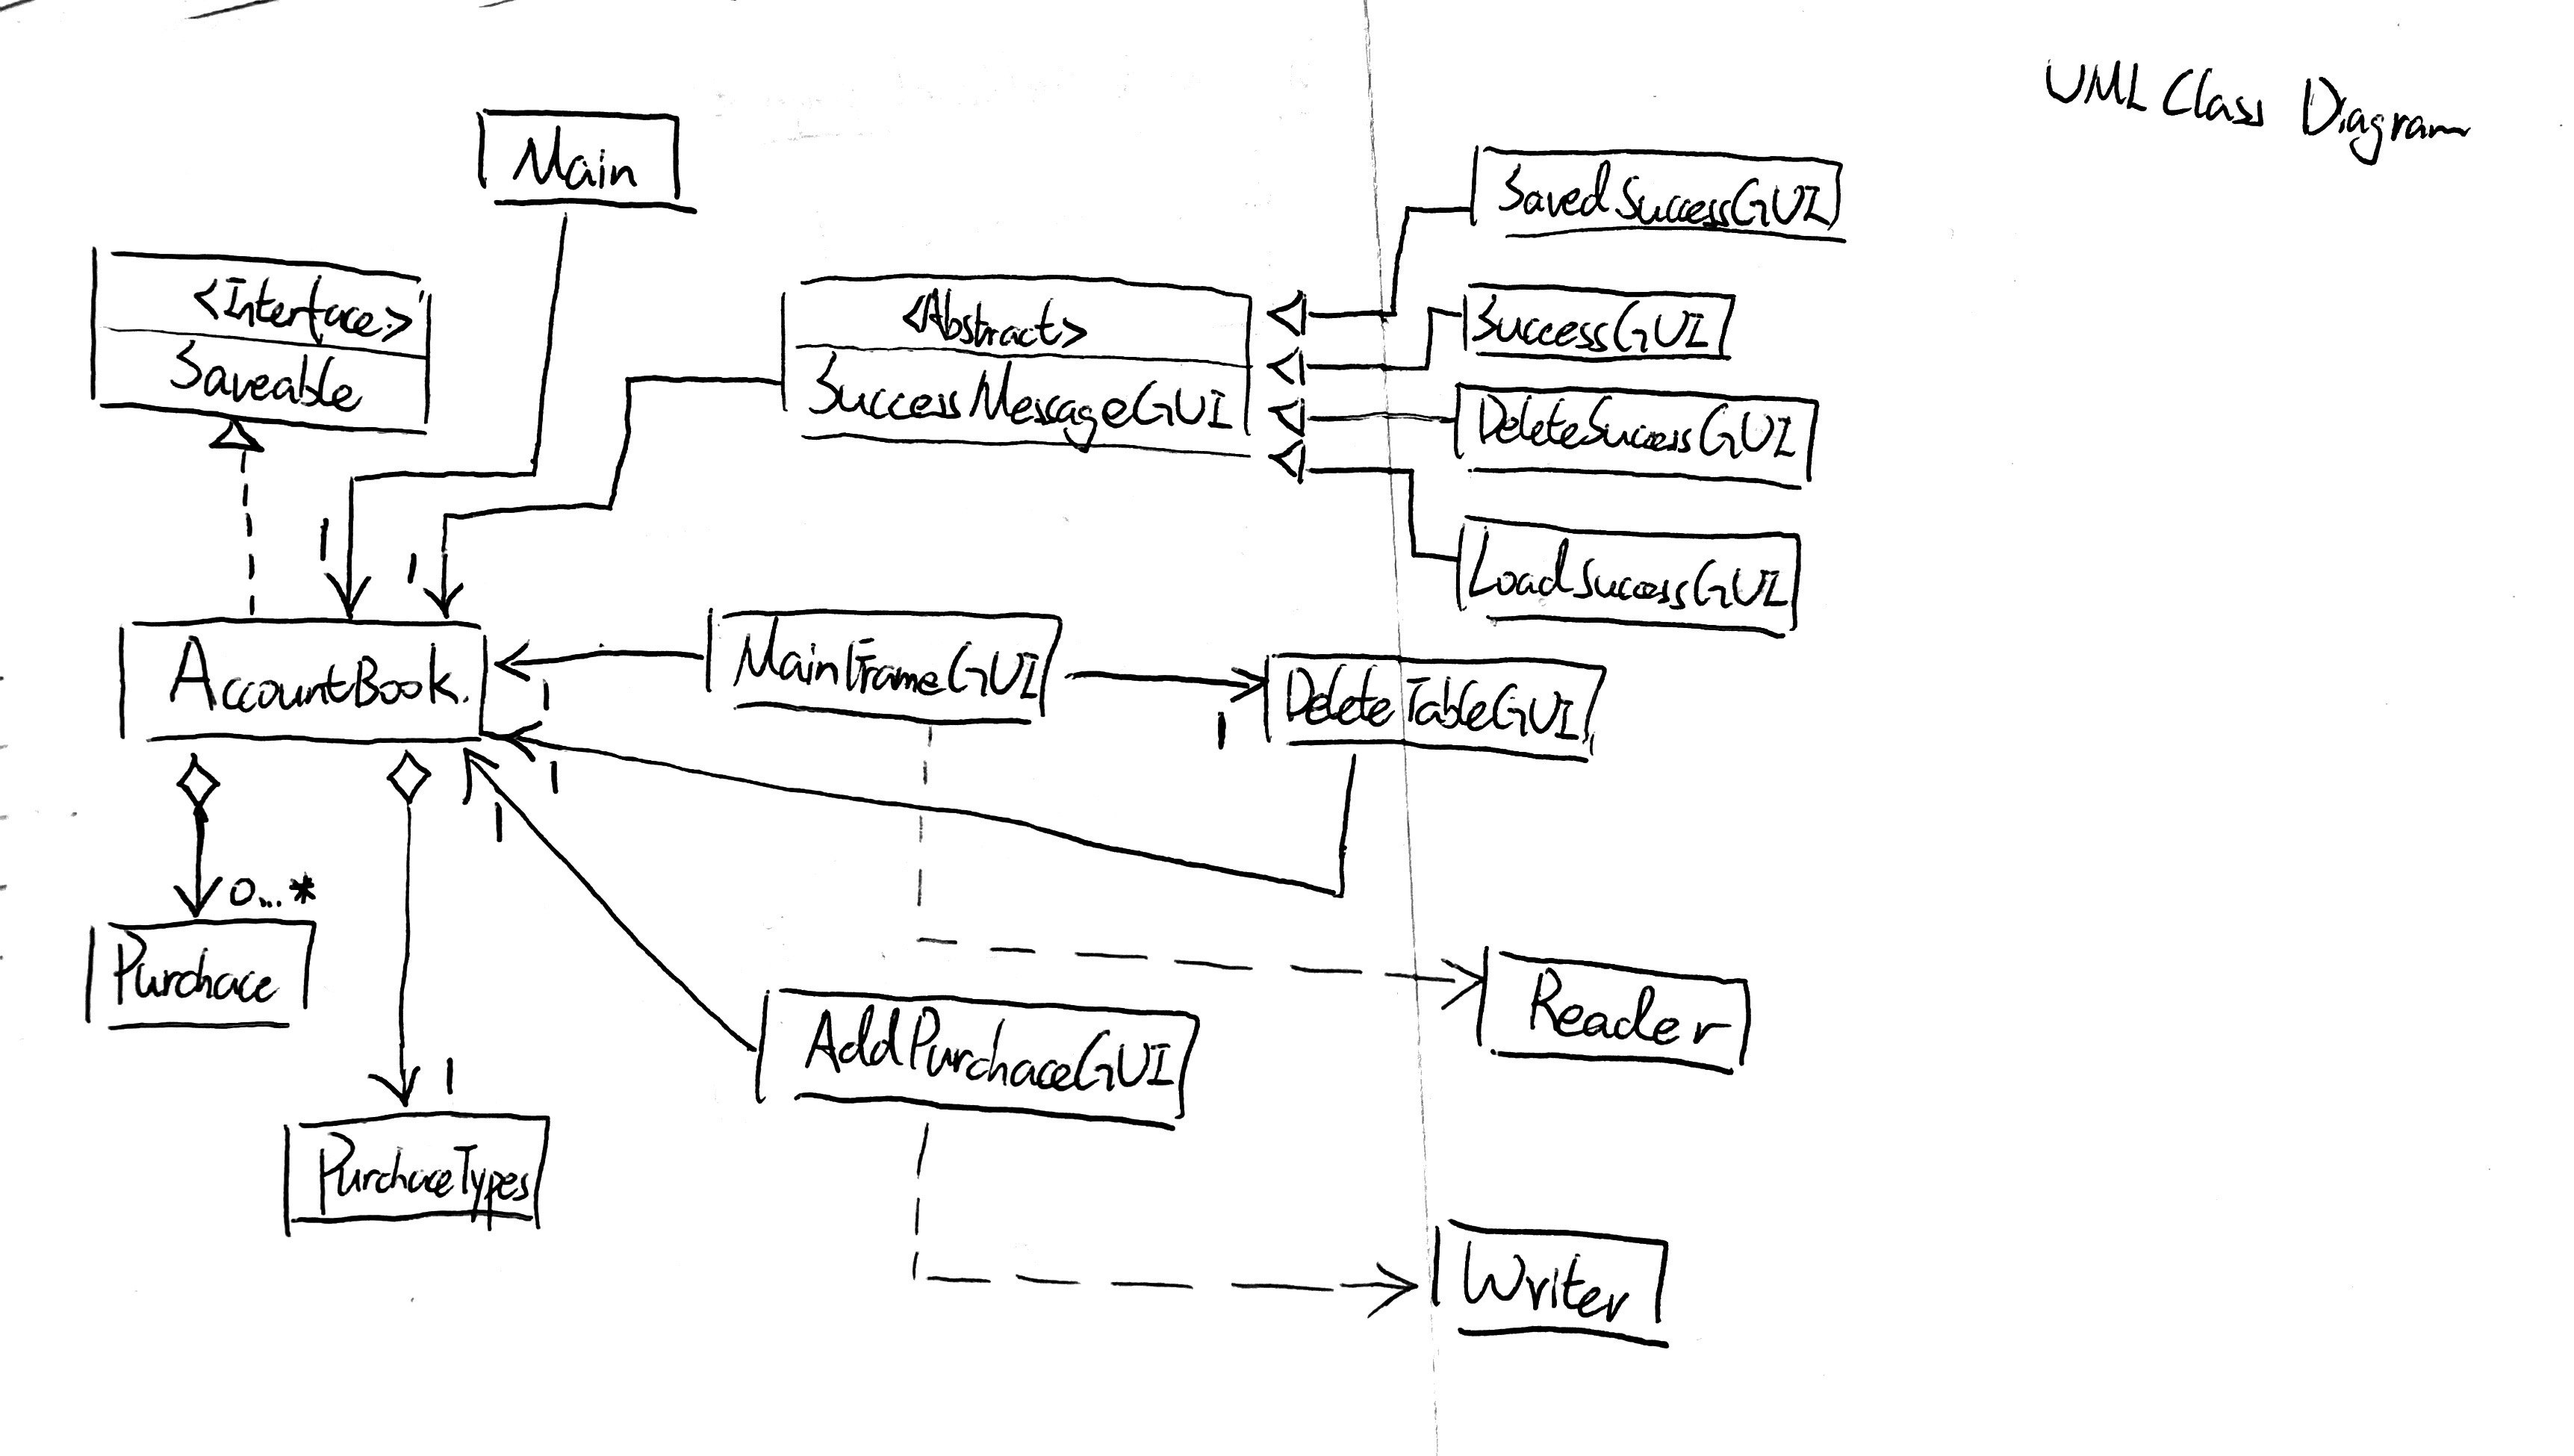 UML Class Diagram
Main
SavedSuccessGUI
<Interface>
Saveable
<Abstract>
SuccessMessageGUI
SuccessGUI
DeleteSuccessGUI
LoadSuccessGUI
1
1
AccountBook.
MainFrameGUI
DeleteTableGUI
1
1
1
1
0...*
Purchace
AddPurchaceGUI
Reader
1
PurchaceTypes
Writer